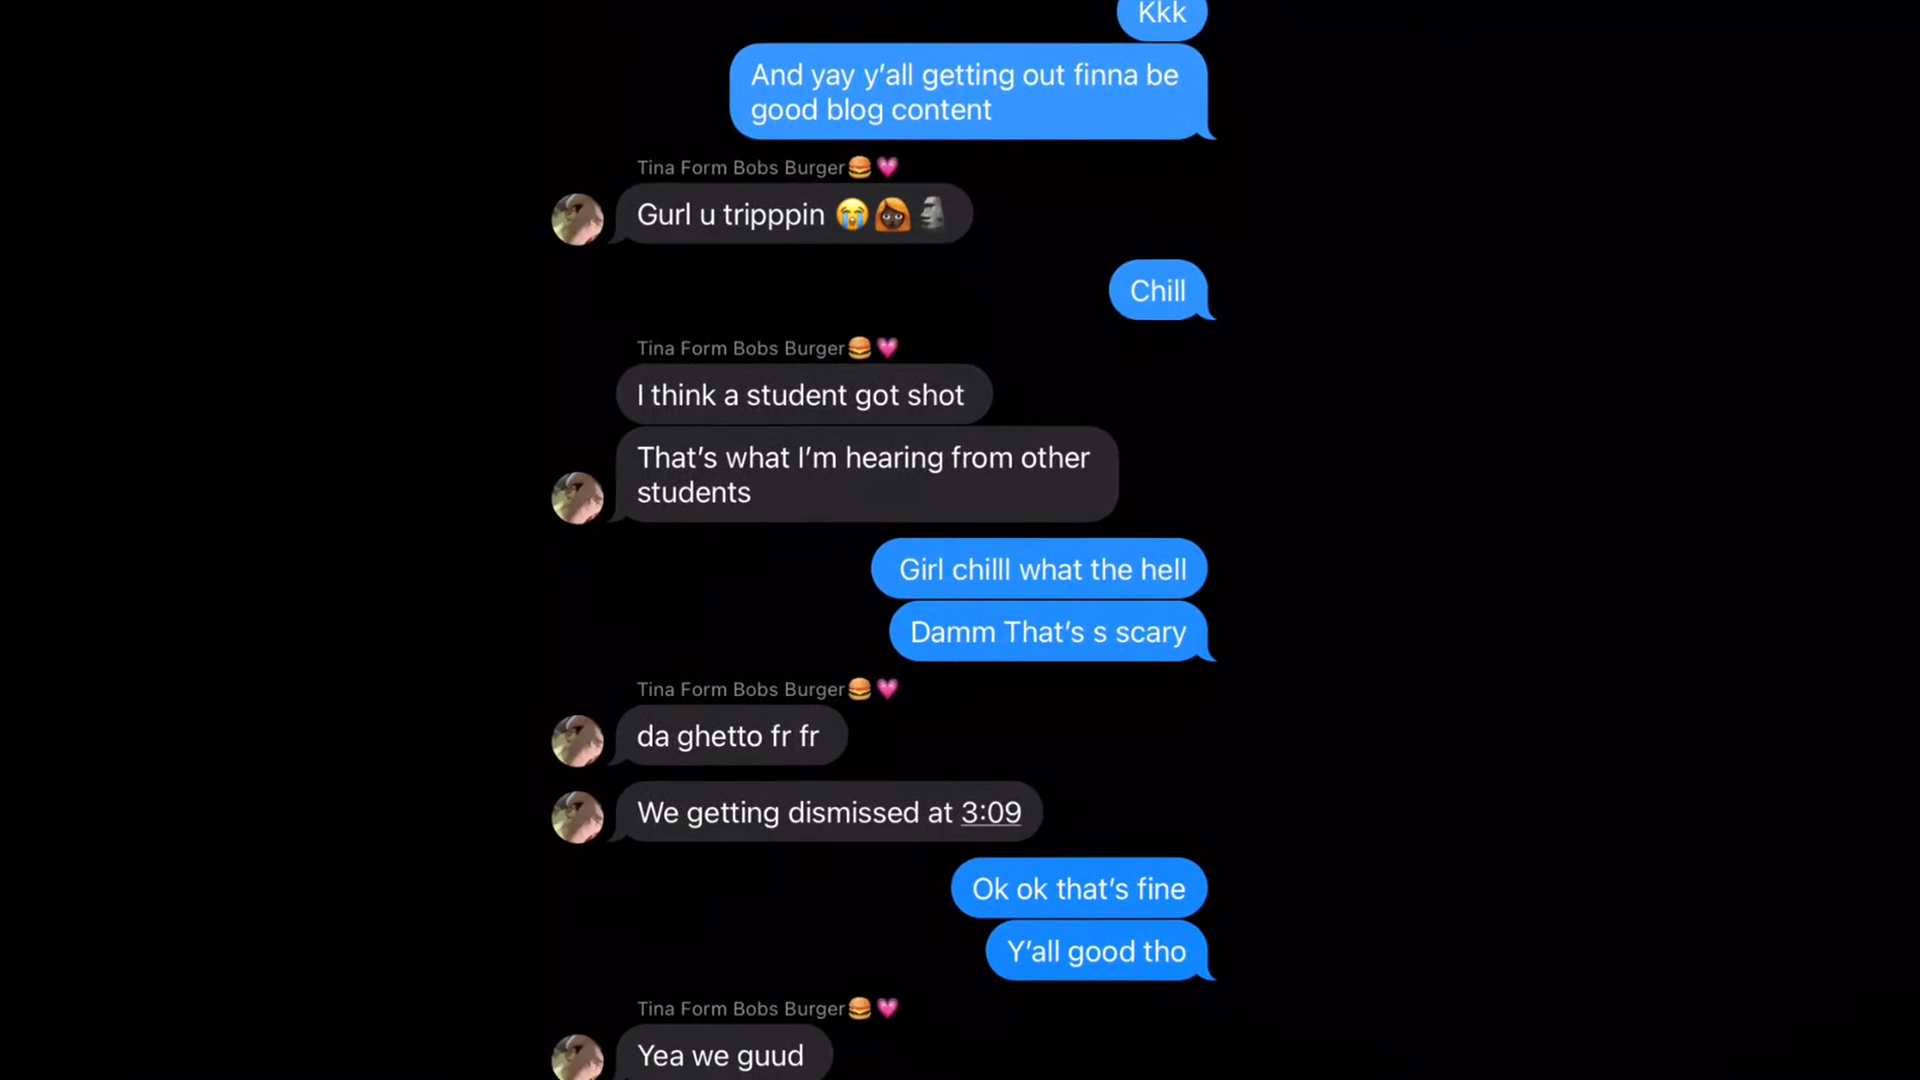 Kkk
And yay y’all getting out finna be
good blog content
Tina Form Bobs Burger🍔💗
Gurl u tripppin 😭👩🏿‍🦰🗿
Chill
Tina Form Bobs Burger🍔💗
I think a student got shot
That’s what I’m hearing from other
students
Girl chilll what the hell
Damm That’s s scary
Tina Form Bobs Burger🍔💗
da ghetto fr fr
We getting dismissed at 3:09
Ok ok that’s fine
Y’all good tho
Tina Form Bobs Burger🍔💗
Yea we guud